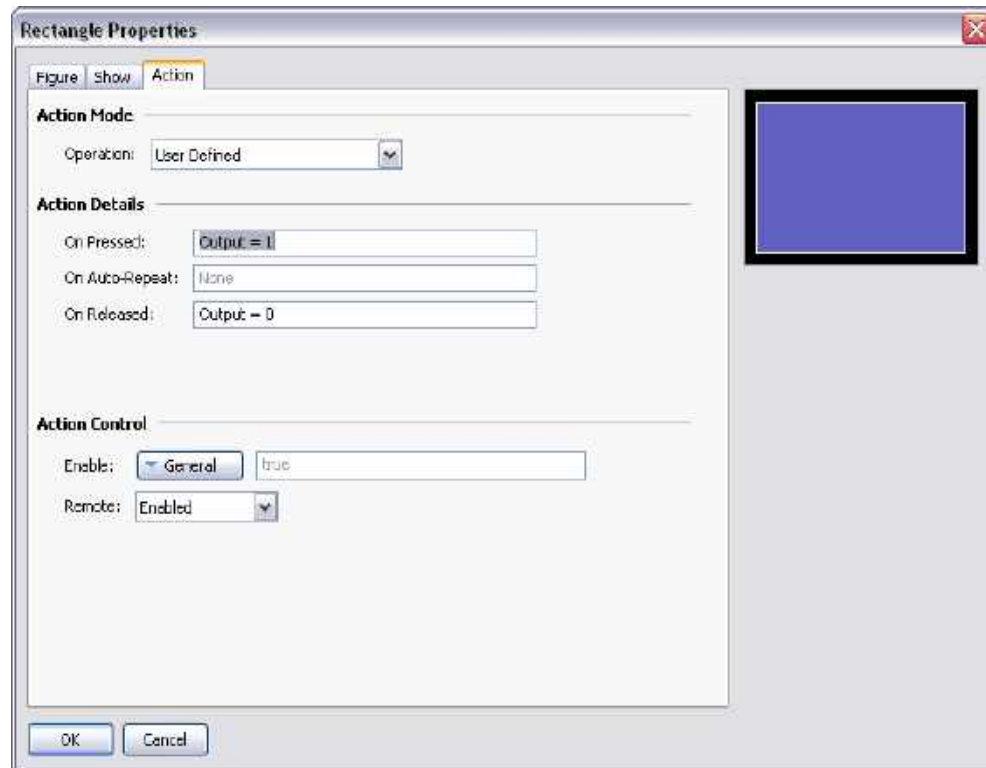 Rectangle Properties
Figure Show Action
Action Mode
Operation: User Defined
Action Details
On Pressed: Output = 1
On Auto-Repeat: None
On Released: Output = 0
Action Control
Enable: General true
Remote: Enabled
OK Cancel